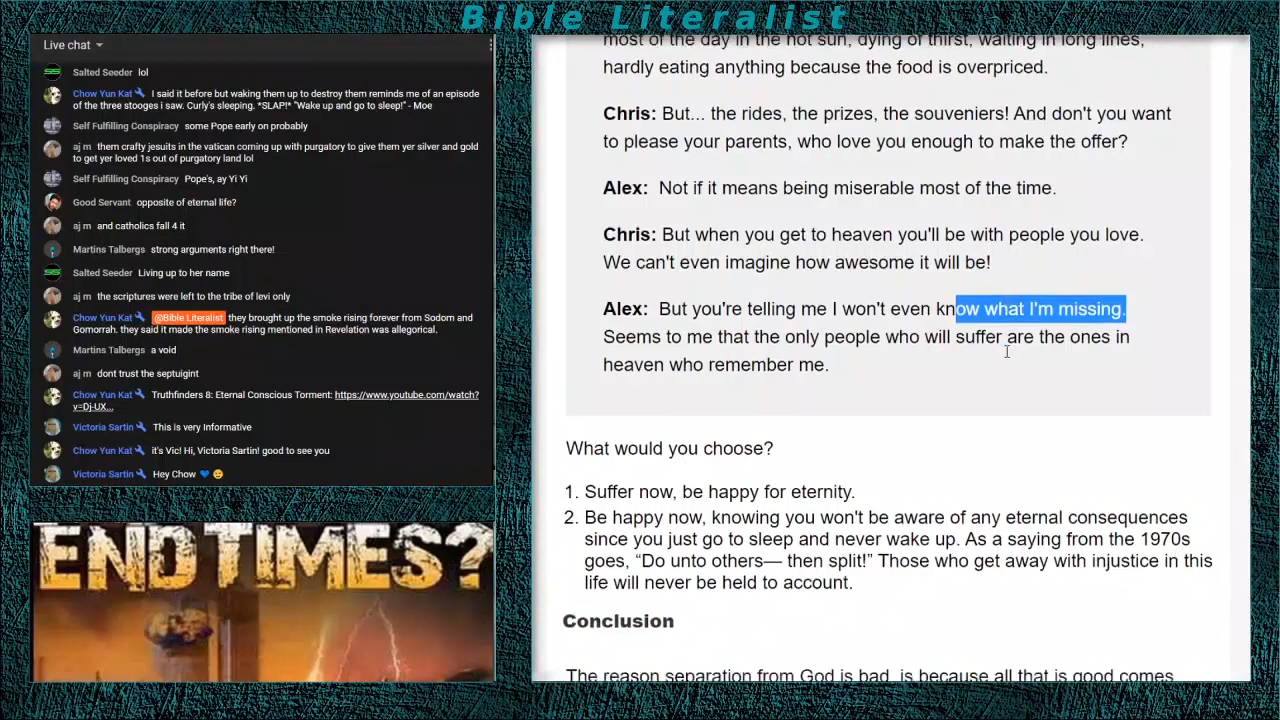 Bible Literalist
Live chat
Salted Seeder lol
Chow Yun Kat I said it before but waking them up to destroy them reminds me of an episode
of the three stooges i saw. Curly's sleeping. *SLAP!* "Wake up and go to sleep!" - Moe
Self Fulfilling Conspiracy some Pope early on probably
aj m them crafty jesuits in the vatican coming up with purgatory to give them yer silver and gold
to get yer loved 1s out of purgatory land lol
Self Fulfilling Conspiracy Pope's, ay Yi Yi
Good Servant opposite of eternal life?
aj m and catholics fall 4 it
Martins Talbergs strong arguments right there!
Salted Seeder Living up to her name
aj m the scriptures were left to the tribe of levi only
Chow Yun Kat @Bible Literalist they brought up the smoke rising forever from Sodom and
Gomorrah. they said it made the smoke rising mentioned in Revelation was allegorical.
Martins Talbergs a void
aj m dont trust the septuigint
Chow Yun Kat Truthfinders 8: Eternal Conscious Torment: https://www.youtube.com/watch?
v=Dj-UX...
Victoria Sartin This is very Informative
Chow Yun Kat it's Vic! Hi, Victoria Sartin! good to see you
Victoria Sartin Hey Chow
END TIMES?
most of the day in the hot sun, dying of thirst, waiting in long lines,
hardly eating anything because the food is overpriced.
Chris: But... the rides, the prizes, the souveniers! And don't you want
to please your parents, who love you enough to make the offer?
Alex: Not if it means being miserable most of the time.
Chris: But when you get to heaven you'll be with people you love.
We can't even imagine how awesome it will be!
Alex: But you're telling me I won't even know what I'm missing.
Seems to me that the only people who will suffer are the ones in
heaven who remember me.
What would you choose?
1. Suffer now, be happy for eternity.
2. Be happy now, knowing you won't be aware of any eternal consequences
since you just go to sleep and never wake up. As a saying from the 1970s
goes, “Do unto others— then split!” Those who get away with injustice in this
life will never be held to account.
Conclusion
The reason separation from God is bad, is because all that is good comes